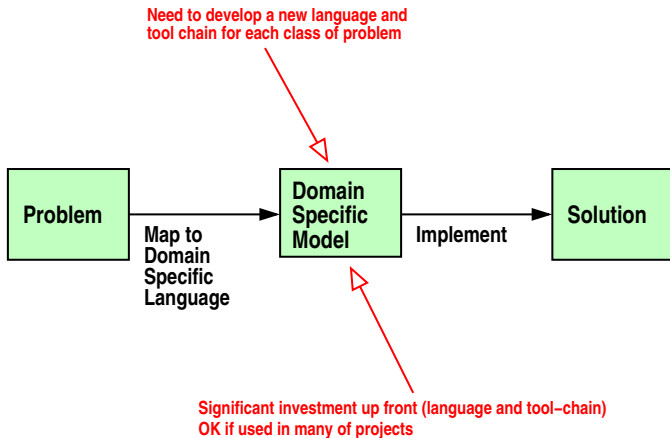 Need to develop a new language and
tool chain for each class of problem
Problem
Map to
Domain
Specific
Language
Domain
Specific
Model
Implement
Solution
Significant investment up front (language and tool-chain)
OK if used in many of projects